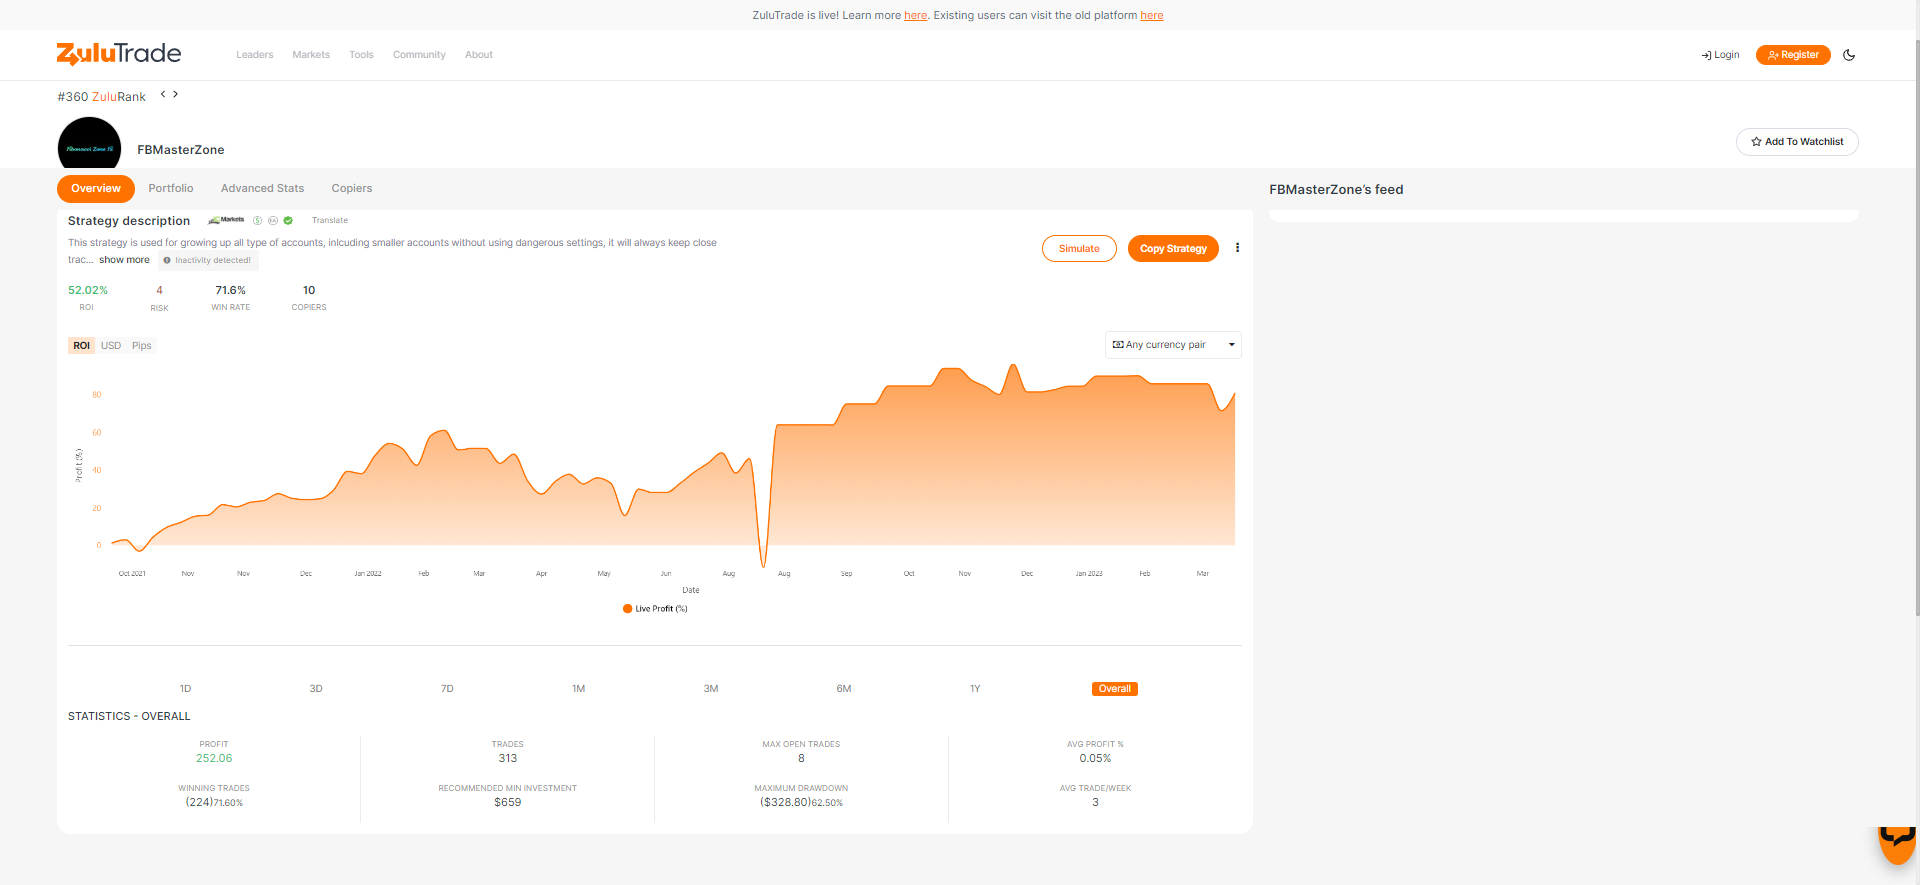 ZuluTrade is live! Learn more here. Existing users can visit the old platform here
ZuluTrade
Leaders Markets Tools Community About
Login Register
#360 ZuluRank
Fibonacci Zone FB
FBMasterZone
Add To Watchlist
Overview Portfolio Advanced Stats Copiers
FBMasterZone's feed
Strategy description Markets Translate
This strategy is used for growing up all type of accounts, inlcuding smaller accounts without using dangerous settings, it will always keep close
trac... show more Inactivity detected!
Simulate Copy Strategy
52.02% 4 71.6% 10
ROI RISK WIN RATE COPIERS
ROI USD Pips
Any currency pair
80
60
40
20
0
Profit (%)
Oct 2021 Nov Nov Dec Jan 2022 Feb Mar Apr May Jun Aug Aug Sep Oct Nov Dec Jan 2023 Feb Mar
Date
Live Profit (%)
1D 3D 7D 1M 3M 6M 1Y Overall
STATISTICS - OVERALL
PROFIT TRADES MAX OPEN TRADES AVG PROFIT %
252.06 313 8 0.05%
WINNING TRADES RECOMMENDED MIN INVESTMENT MAXIMUM DRAWDOWN AVG TRADE/WEEK
(224)71.60% $659 ($328.80)62.50% 3